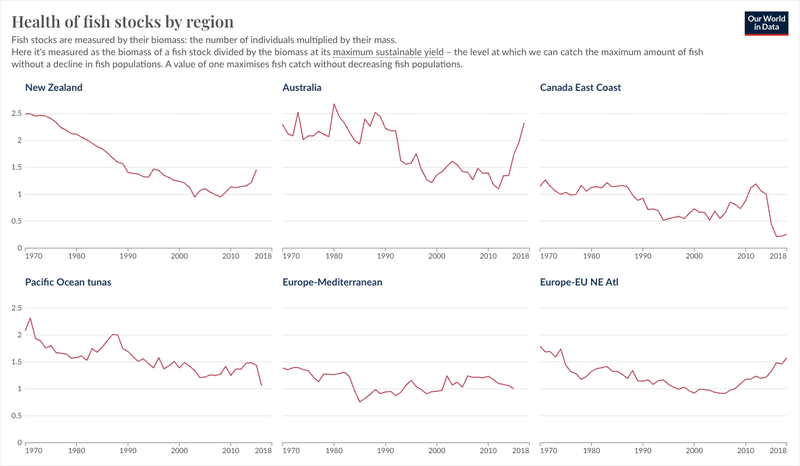 Health of fish stocks by region
Our World
in Data
Fish stocks are measured by their biomass: the number of individuals multiplied by their mass.
Here it's measured as the biomass of a fish stock divided by the biomass at its maximum sustainable yield – the level at which we can catch the maximum amount of fish
without a decline in fish populations. A value of one maximises fish catch without decreasing fish populations.
New Zealand
Australia
Canada East Coast
2.5
2
1.5
1
0.5
0
1970 1980 1990 2000 2010 2018
1970 1980 1990 2000 2010 2018
1970 1980 1990 2000 2010 2018
Pacific Ocean tunas
Europe-Mediterranean
Europe-EU NE Atl
2.5
2
1.5
1
0.5
0
1970 1980 1990 2000 2010 2018
1970 1980 1990 2000 2010 2018
1970 1980 1990 2000 2010 2018